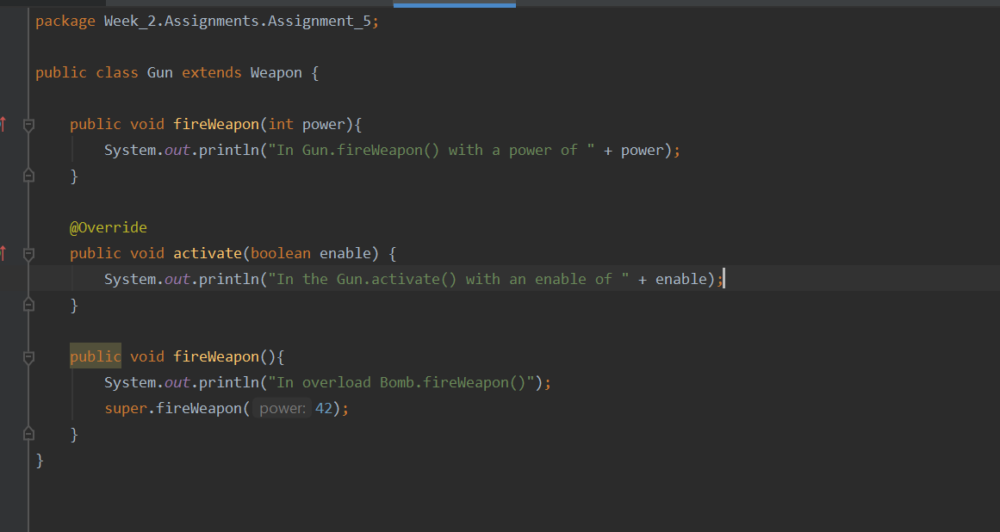 package Week_2.Assignments.Assignment_5;
public class Gun extends Weapon {
public void fireWeapon(int power){
System.out.println("In Gun.fireWeapon() with a power of " + power);
}
@Override
public void activate(boolean enable) {
System.out.println("In the Gun.activate() with an enable of " + enable);
}
public void fireWeapon(){
System.out.println("In overload Bomb.fireWeapon()");
super.fireWeapon( power: 42);
}
}